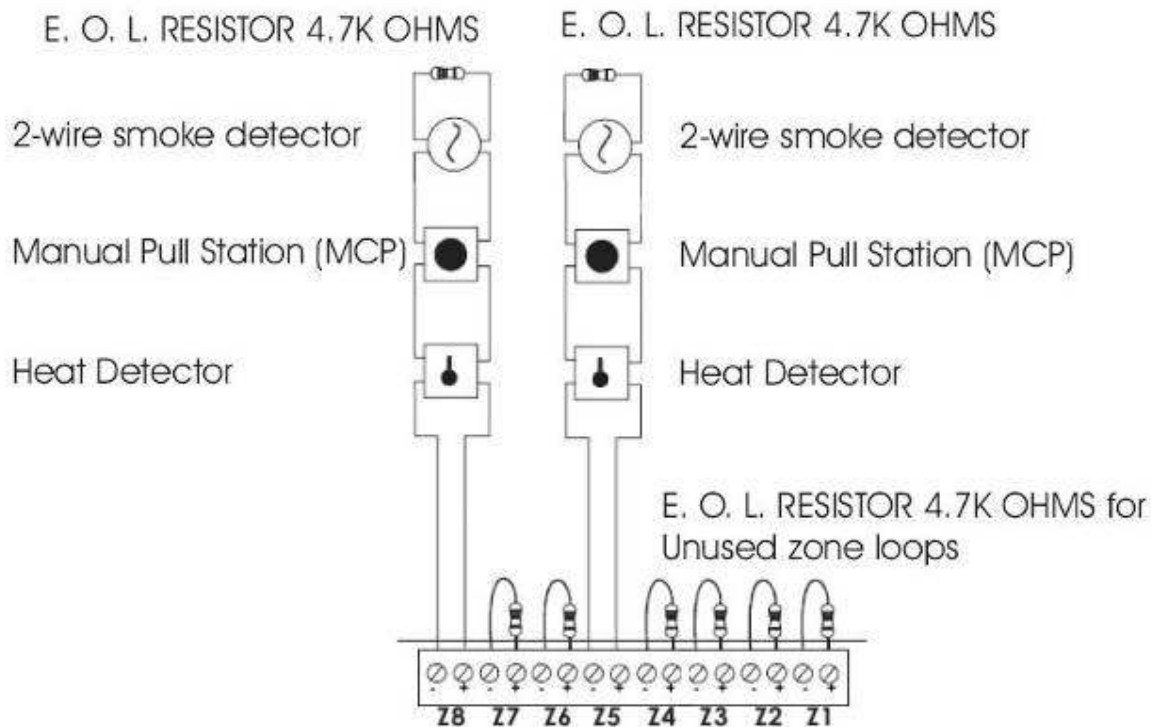 E. O. L. RESISTOR 4.7K OHMS
E. O. L. RESISTOR 4.7K OHMS
2-wire smoke detector
2-wire smoke detector
Manual Pull Station (MCP)
Manual Pull Station (MCP)
Heat Detector
Heat Detector
E. O. L. RESISTOR 4.7K OHMS for
Unused zone loops
- + - + - + - + - + - + - + - +
Z8 Z7 Z6 Z5 Z4 Z3 Z2 Z1